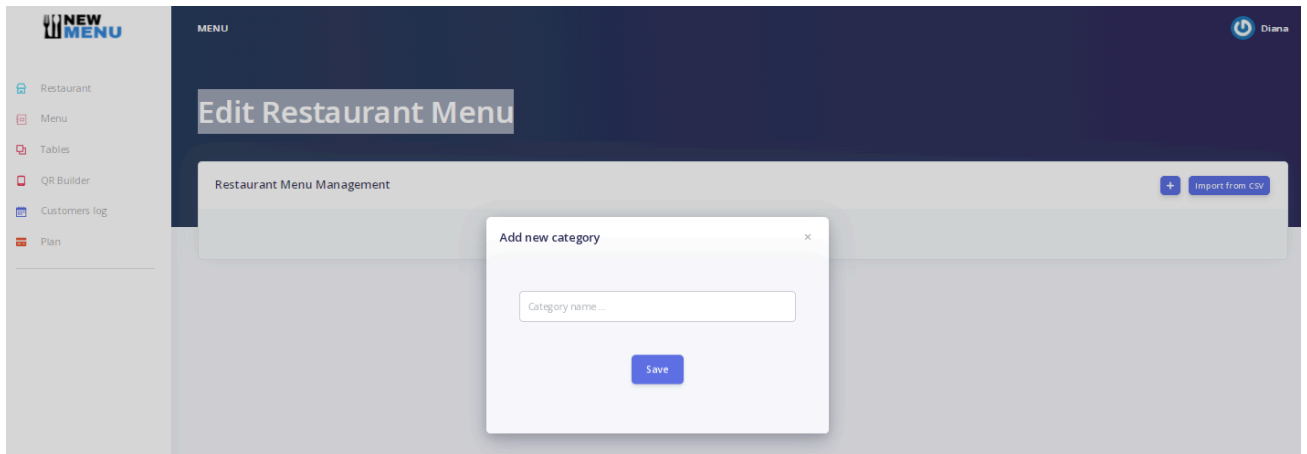 NEW
MENU
MENU
Diana
Restaurant
Menu
Tables
QR Builder
Customers log
Plan
Edit Restaurant Menu
Restaurant Menu Management
+
Import from CSV
Add new category
×
Category name ...
Save